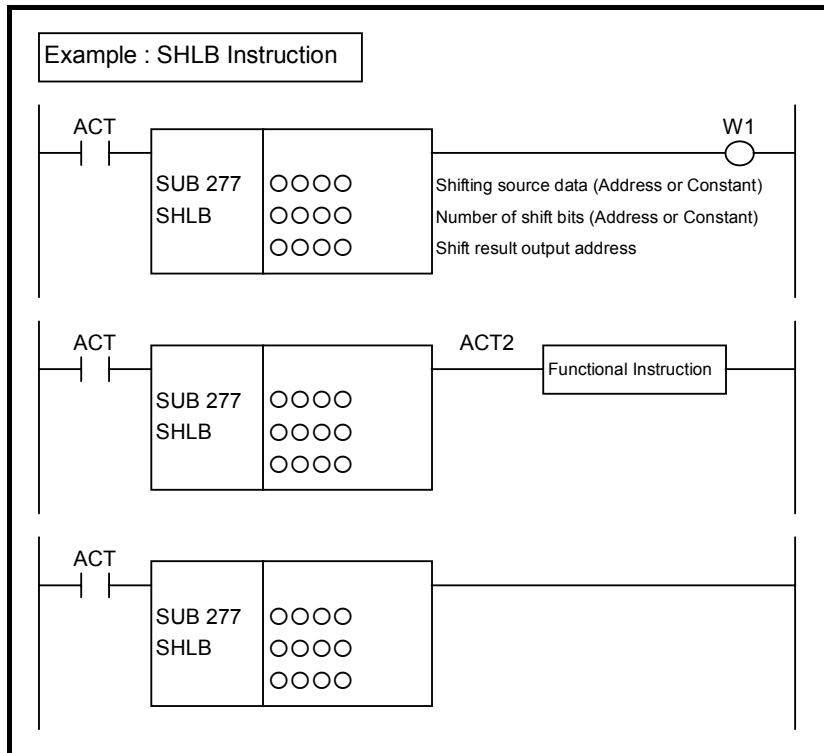 Example : SHLB Instruction
ACT
W1
SUB 277 ○○○○ Shifting source data (Address or Constant)
SHLB ○○○○ Number of shift bits (Address or Constant)
○○○○ Shift result output address
ACT
ACT2
Functional Instruction
SUB 277 ○○○○
SHLB ○○○○
○○○○
ACT
SUB 277 ○○○○
SHLB ○○○○
○○○○